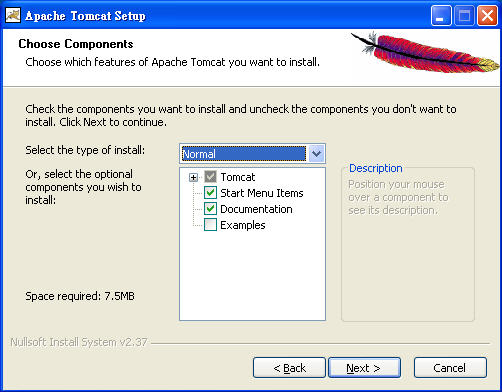 Apache Tomcat Setup
Choose Components
Choose which features of Apache Tomcat you want to install.
Check the components you want to install and uncheck the components you don't want to
install. Click Next to continue.
Select the type of install:
Normal
Or, select the optional
components you wish to
install:
Tomcat
Start Menu Items
Documentation
Examples
Description
Position your mouse
over a component to
see its description.
Space required: 7.5MB
Nullsoft Install System v2.37
< Back
Next >
Cancel